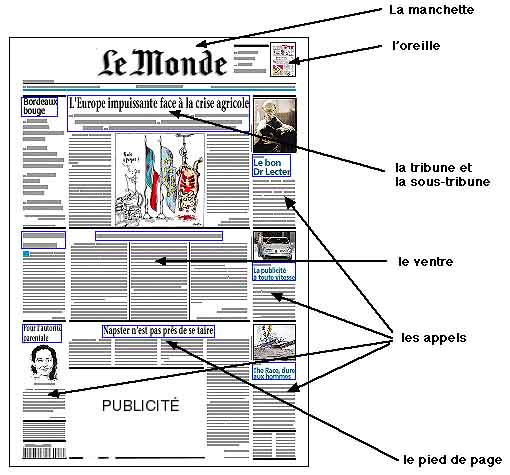 La manchette
l'oreille
Le Monde
Bordeaux
bouge
L'Europe impuissante face à la crise agricole
Le bon
Dr Lecter
la tribune et
la sous-tribune
le ventre
La publicité
à toute vitesse
les appels
Pour l'autorité
parentale
Napster n'est pas près de se taire
The Race, dure
aux hommes
PUBLICITÉ
le pied de page